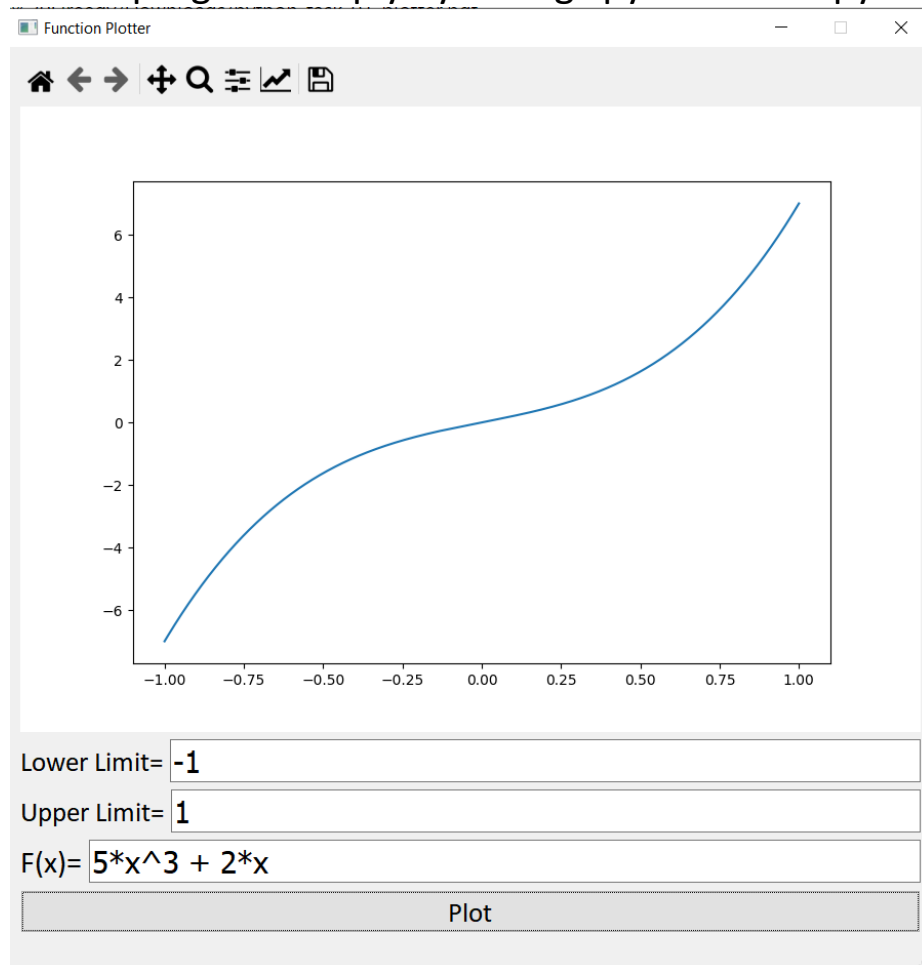 Function Plotter
6
4
2
0
−2
−4
−6
−1.00 −0.75 −0.50 −0.25 0.00 0.25 0.50 0.75 1.00
Lower Limit= -1
Upper Limit= 1
F(x)= 5*x^3 + 2*x
Plot